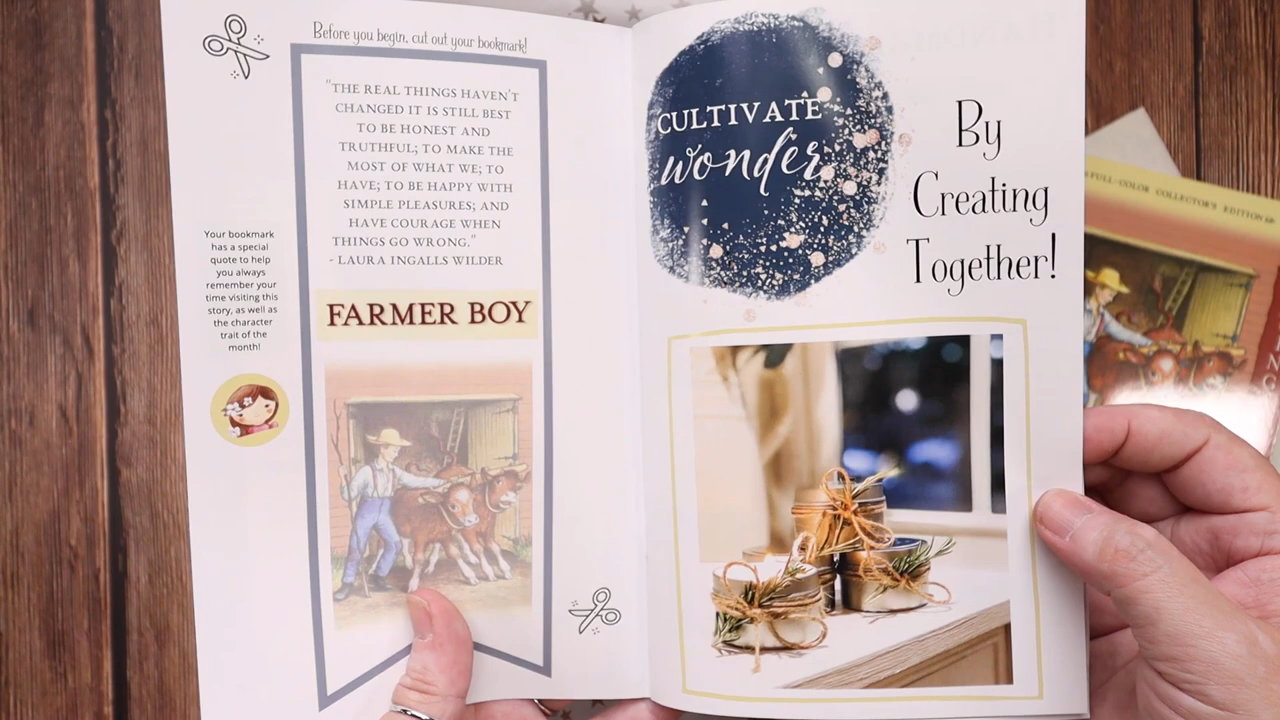 Before you begin, cut out your bookmark!
"THE REAL THINGS HAVEN'T
CHANGED IT IS STILL BEST
TO BE HONEST AND
TRUTHFUL; TO MAKE THE
MOST OF WHAT WE; TO
HAVE; TO BE HAPPY WITH
SIMPLE PLEASURES; AND
HAVE COURAGE WHEN
THINGS GO WRONG."
- LAURA INGALLS WILDER
FARMER BOY
Your bookmark
has a special
quote to help
you always
remember your
time visiting this
story, as well as
the character
trait of the
month!
CULTIVATE
wonder
By
Creating
Together!
FULL-COLOR COLLECTOR'S EDITION